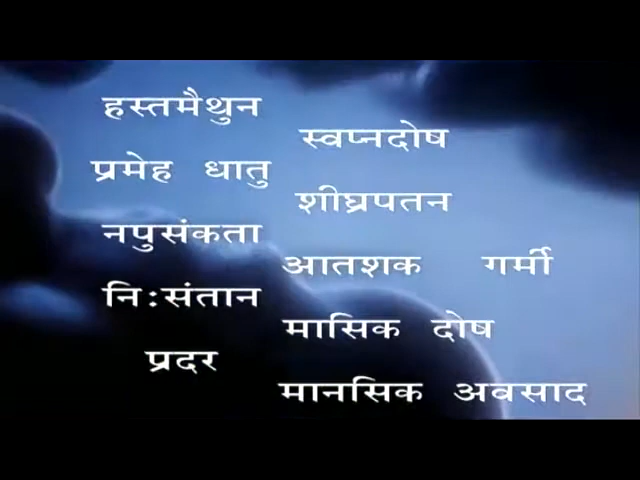 हस्तमैथुन
स्वप्नदोष
प्रमेह धातु
शीघ्रपतन
नपुसंकता
आतशक गर्मी
नि:संतान
मासिक दोष
प्रदर
मानसिक अवसाद